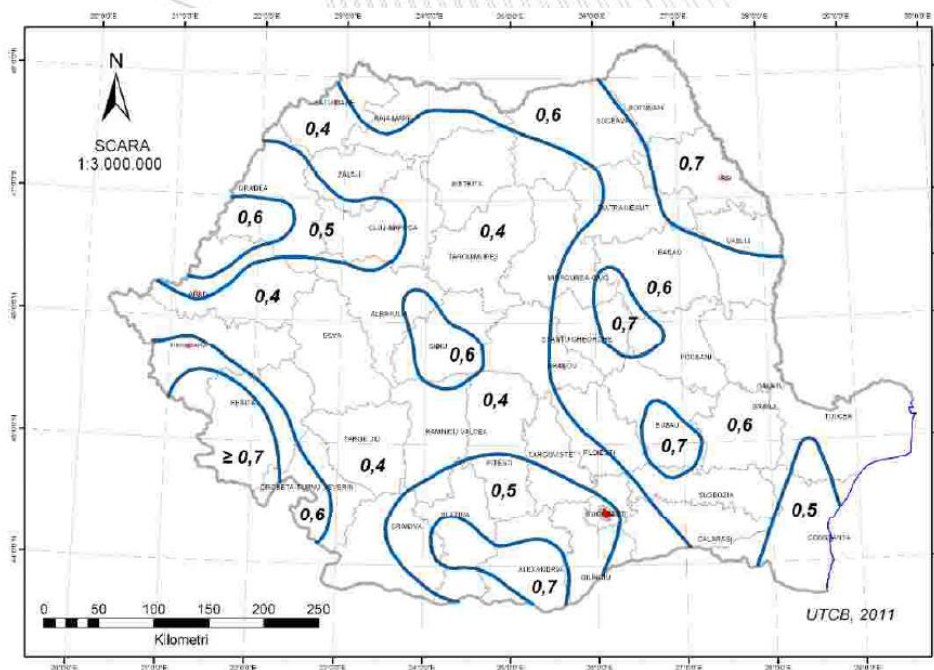 N
SCARA
1:3.000.000
0,4
BAIA MARE
0,6
SUCEAVA
BOTOSANI
0,7
ZALAU
BISTRITA
ORADEA
0,6
0,5
CLUJ-NAPOCA
0,4
PIATRA NEAMT
VASLUI
TARGU MURES
BACAU
0,4
MIERCUREA-CIUC
0,6
ALBA IULIA
0,7
DEVA
SIBIU
0,6
SFANTU GHEORGHE
FOCSANI
BRASOV
RESITA
0,4
GALATI
BRAILA
TULCEA
≥ 0,7
TARGU JIU
RAMNICU VALCEA
BUZAU
0,6
0,4
PITESTI
TARGOVISTE
PLOIESTI
0,7
DROBETA-TURNU SEVERIN
0,5
SLOBOZIA
0,6
CRAIOVA
SLATINA
BUCURESTI
0,5
CALARASI
CONSTANTA
ALEXANDRIA
GIURGIU
0,7
0 50 100 150 200 250
Kilometri
UTCB, 2011